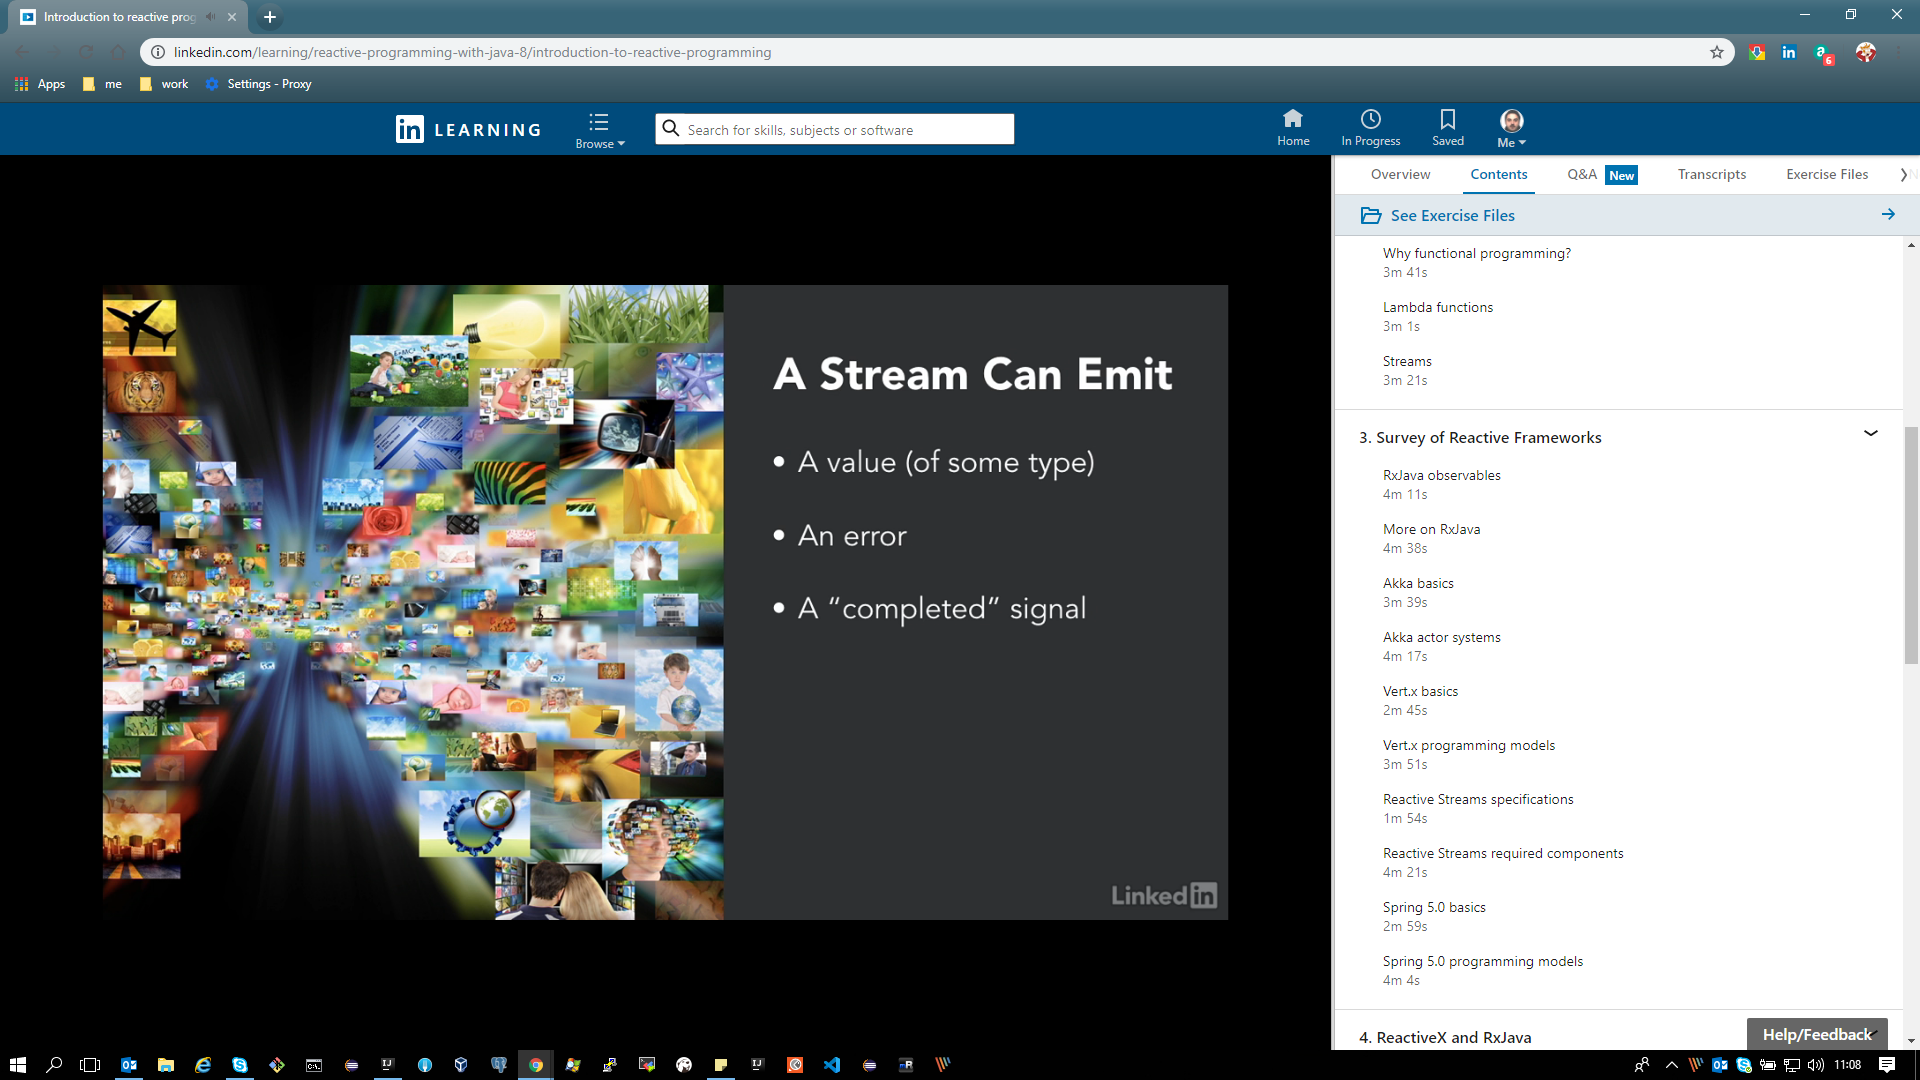 Introduction to reactive prog
linkedin.com/learning/reactive-programming-with-java-8/introduction-to-reactive-programming
6
Apps
me
work
Settings - Proxy
in LEARNING
Browse
Search for skills, subjects or software
Home
In Progress
Saved
Me
Overview
Contents
Q&A New
Transcripts
Exercise Files
See Exercise Files
Why functional programming?
3m 41s
Lambda functions
3m 1s
Streams
3m 21s
3. Survey of Reactive Frameworks
RxJava observables
4m 11s
More on RxJava
4m 38s
Akka basics
3m 39s
Akka actor systems
4m 17s
Vert.x basics
2m 45s
Vert.x programming models
3m 51s
Reactive Streams specifications
1m 54s
Reactive Streams required components
4m 21s
Spring 5.0 basics
2m 59s
Spring 5.0 programming models
4m 4s
4. ReactiveX and RxJava
Help/Feedback
A Stream Can Emit
• A value (of some type)
• An error
• A “completed” signal
Linked in
11:08